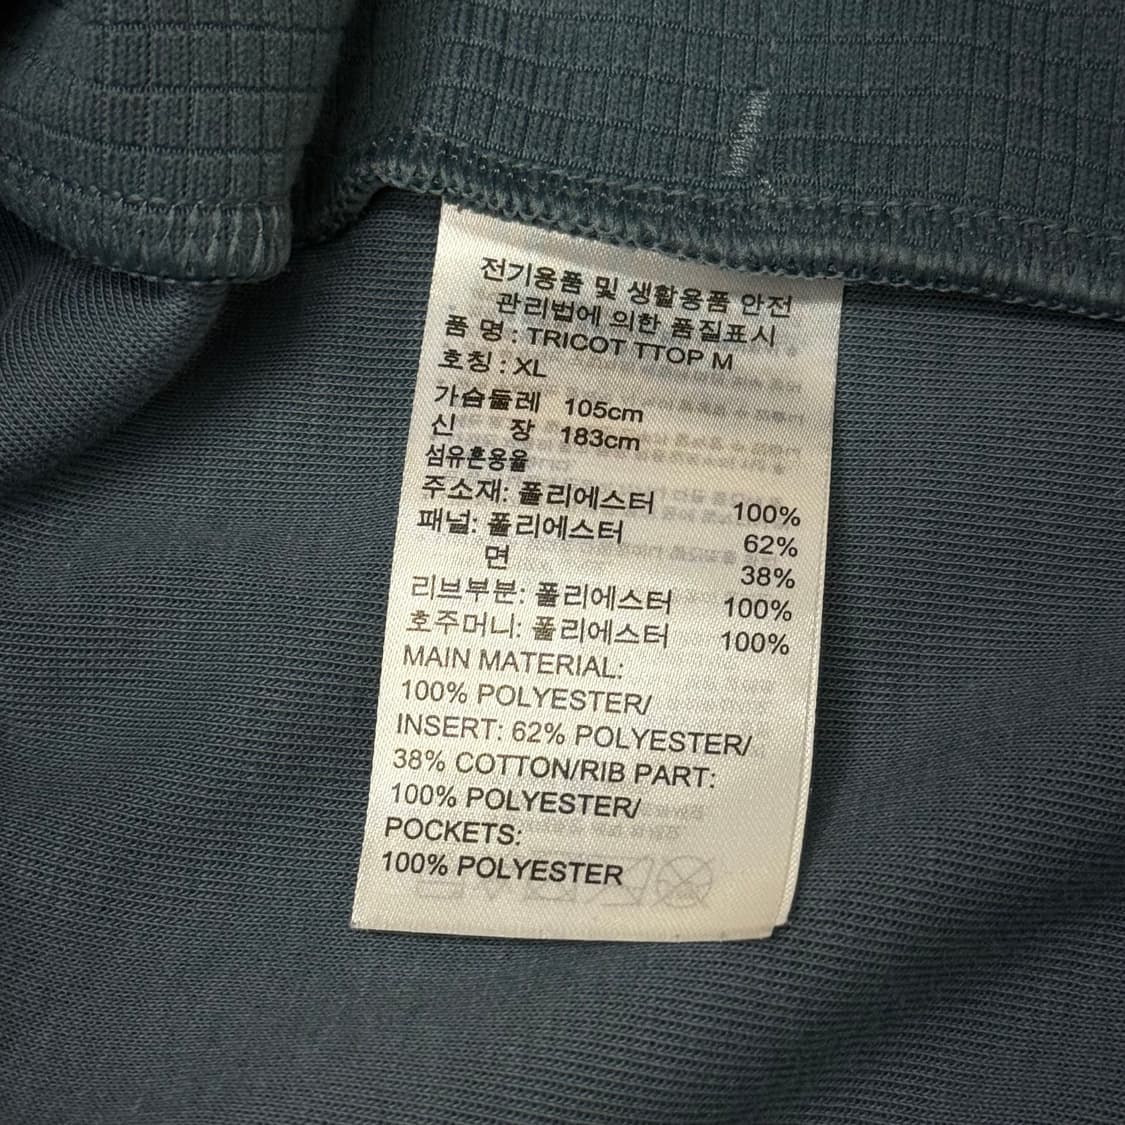 전기용품 및 생활용품 안전
관리법에 의한 품질표시
품 명 : TRICOT TTOP M
호칭 : XL
가슴둘레 105cm
신 장 183cm
섬유혼용율
주소재: 폴리에스터 100%
패널: 폴리에스터 62%
면 38%
리브부분: 폴리에스터 100%
호주머니: 폴리에스터 100%
MAIN MATERIAL:
100% POLYESTER/
INSERT: 62% POLYESTER/
38% COTTON/RIB PART:
100% POLYESTER/
POCKETS:
100% POLYESTER